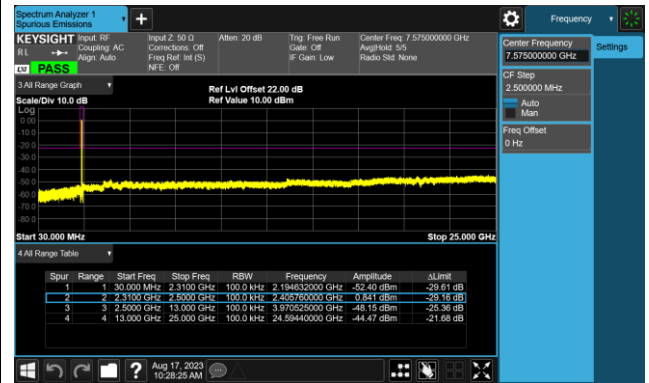 Spectrum Analyzer 1
Spurious Emissions
Frequency
KEYSIGHT
RL
LXI PASS
Input: RF
Coupling: AC
Align: Auto
Input Z: 50 Ω
Corrections: Off
Freq Ref: Int (S)
NFE: Off
Atten: 20 dB
Trig: Free Run
Gate: Off
IF Gain: Low
Center Freq: 7.575000000 GHz
Avg|Hold: 5/5
Radio Std: None
Center Frequency
7.575000000 GHz
Settings
CF Step
2.500000 MHz
Auto
Man
Freq Offset
0 Hz
3 All Range Graph
Scale/Div 10.0 dB
Ref Lvl Offset 22.00 dB
Ref Value 10.00 dBm
Log
0.00
-10.0
-20.0
-30.0
-40.0
-50.0
-60.0
-70.0
-80.0
Start 30.000 MHz
Stop 25.000 GHz
4 All Range Table
Spur Range Start Freq Stop Freq RBW Frequency Amplitude ΔLimit
1 1 30.000 MHz 2.3100 GHz 100.0 kHz 2.194632000 GHz -52.40 dBm -29.61 dB
2 2 2.3100 GHz 2.5000 GHz 100.0 kHz 2.405760000 GHz 0.841 dBm -29.16 dB
3 3 2.5000 GHz 13.000 GHz 100.0 kHz 3.970525000 GHz -48.15 dBm -25.36 dB
4 4 13.000 GHz 25.000 GHz 100.0 kHz 24.59440000 GHz -44.47 dBm -21.68 dB
?
Aug 17, 2023
10:28:25 AM